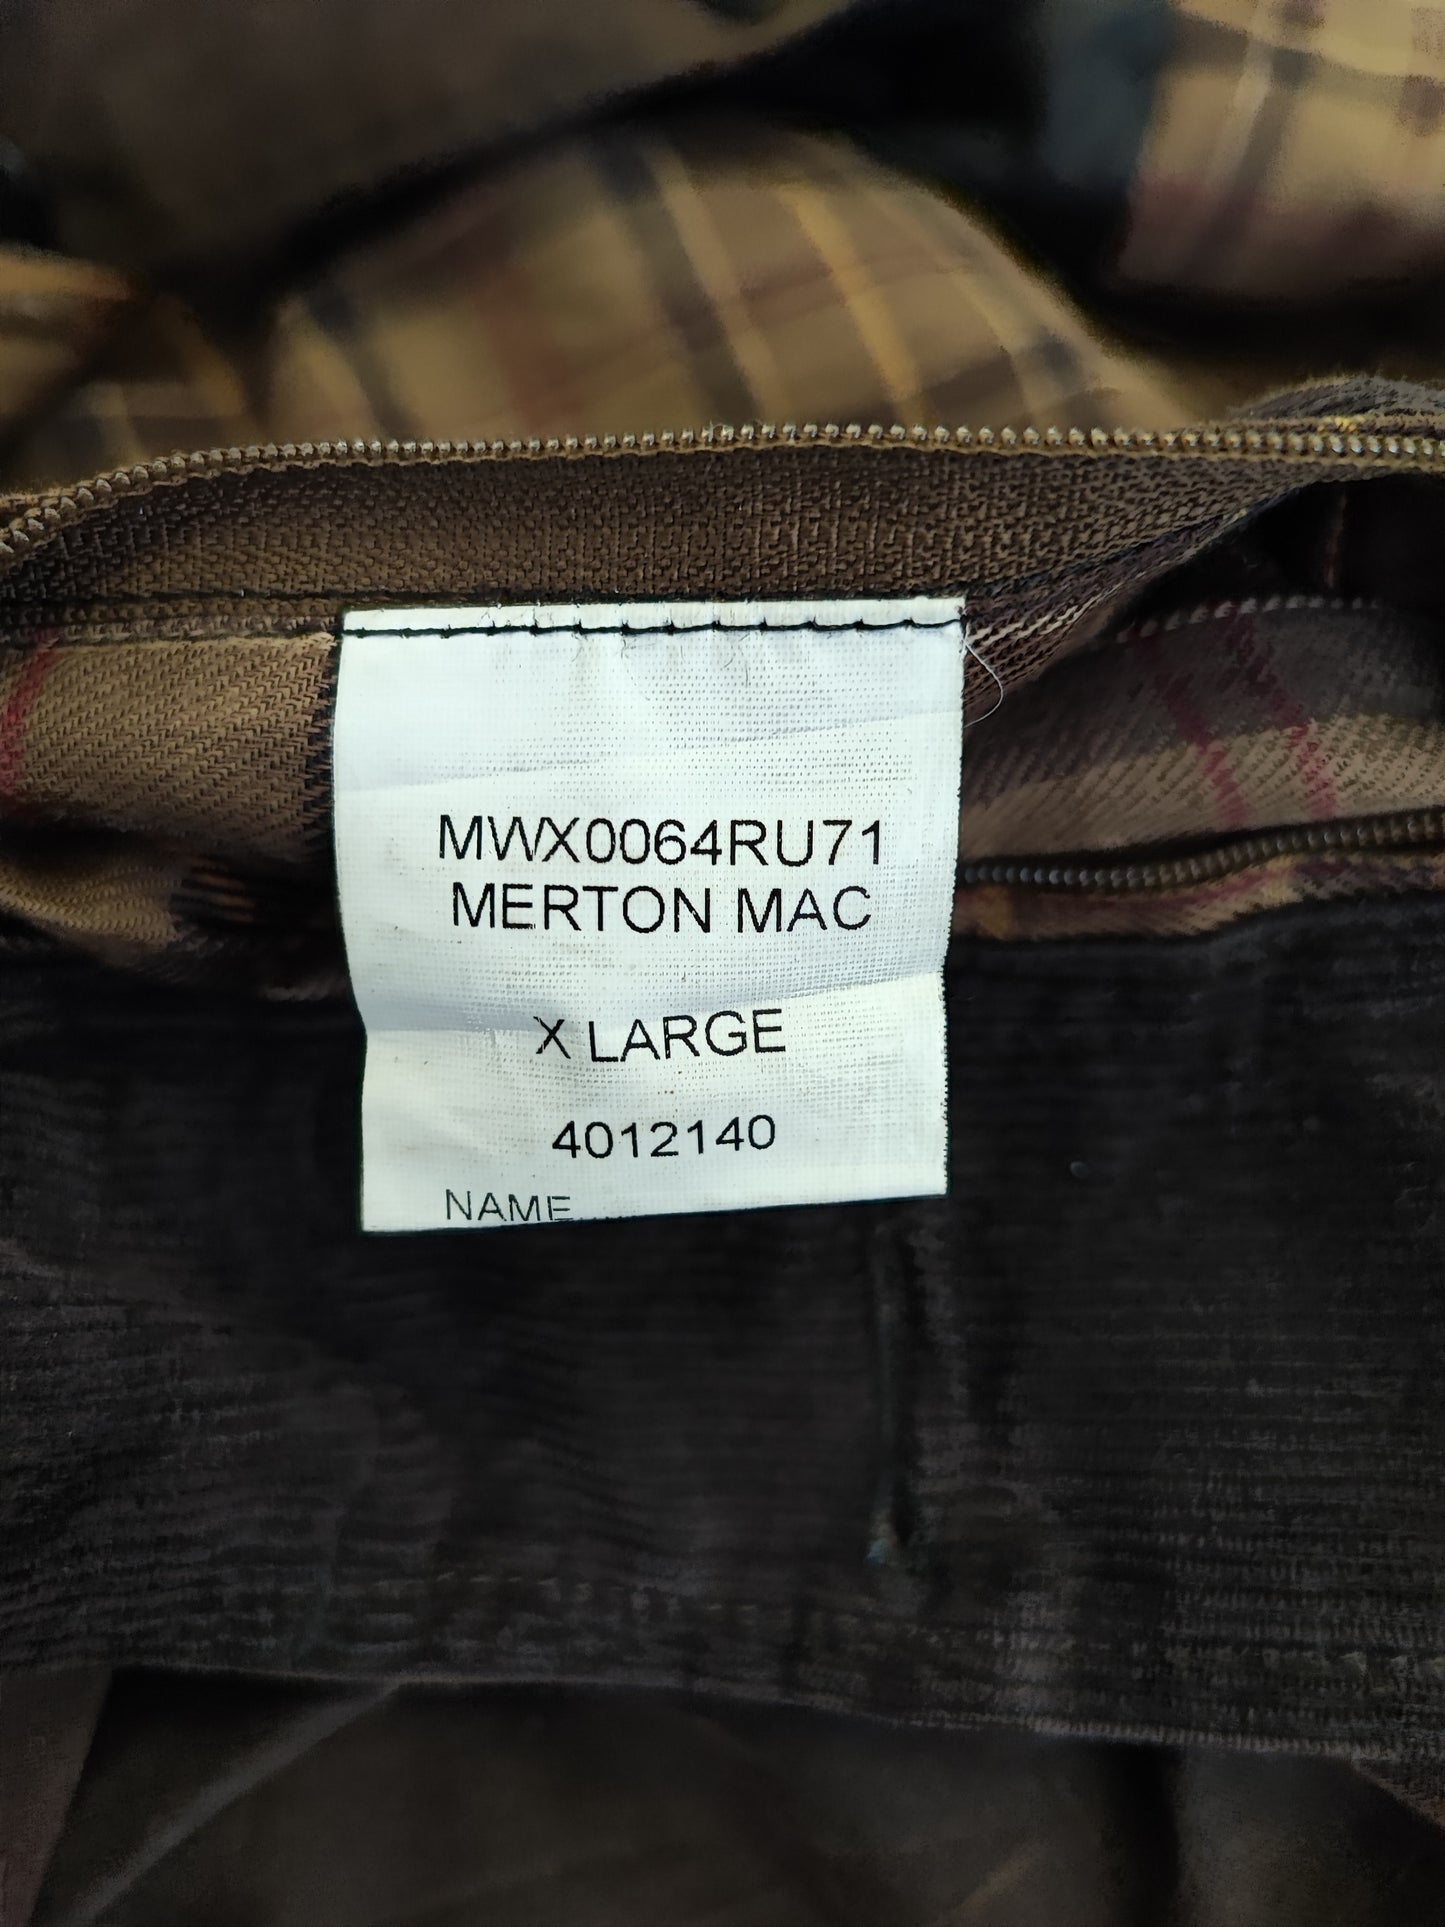 MWX0064RU71
MERTON MAC
X LARGE
4012140
NAME